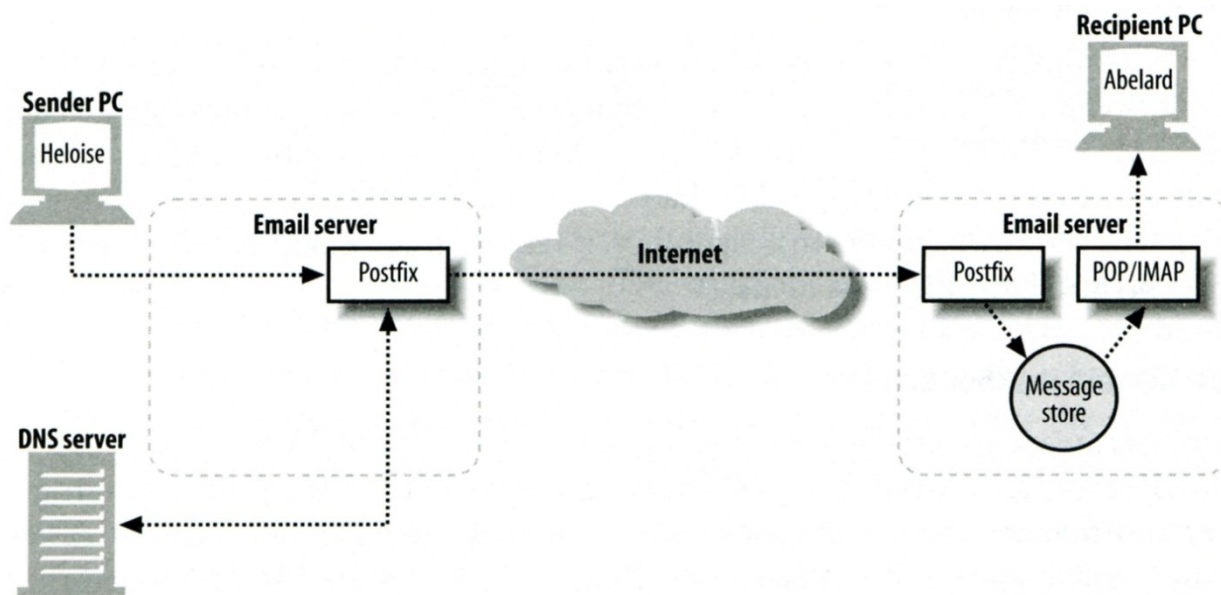 Recipient PC
Abelard
Sender PC
Heloise
Email server
Postfix
Internet
Email server
Postfix
POP/IMAP
Message
store
DNS server